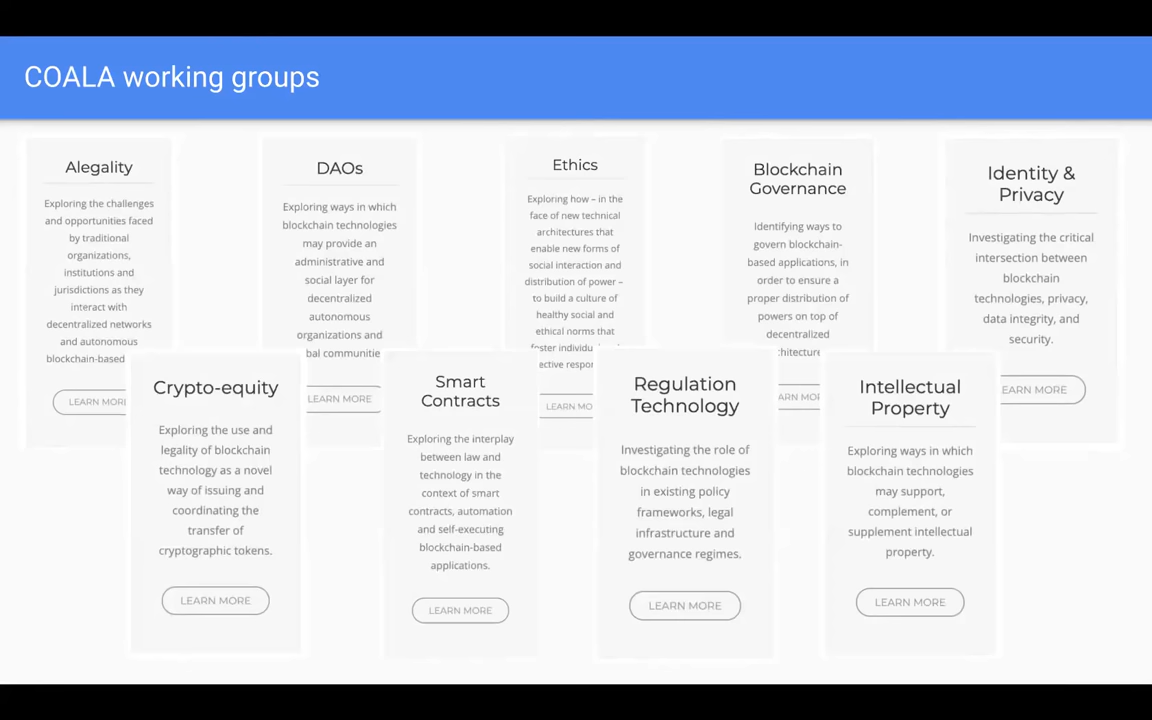 COALA working groups
Alegality
Exploring the challenges
and opportunities faced
by traditional
organizations,
institutions and
jurisdictions as they
interact with
decentralized networks
and autonomous
blockchain-based
LEARN MORE
DAOs
Exploring ways in which
blockchain technologies
may provide an
administrative and
social layer for
decentralized
autonomous
organizations and
communitie
LEARN MORE
Ethics
Exploring how – in the
face of new technical
architectures that
enable new forms of
social interaction and
distribution of power –
to build a culture of
healthy social and
ethical norms that
foster
LEARN MO
Blockchain
Governance
Identifying ways to
govern blockchain-
based applications, in
order to ensure a
proper distribution of
powers on top of
decentralized
Identity &
Privacy
Investigating the critical
intersection between
blockchain
technologies, privacy,
data integrity, and
security.
EARN MORE
Crypto-equity
Exploring the use and
legality of blockchain
technology as a novel
way of issuing and
coordinating the
transfer of
cryptographic tokens.
LEARN MORE
Smart
Contracts
Exploring the interplay
between law and
technology in the
context of smart
contracts, automation
and self-executing
blockchain-based
applications.
LEARN MORE
Regulation
Technology
Investigating the role of
blockchain technologies
in existing policy
frameworks, legal
infrastructure and
governance regimes.
LEARN MORE
Intellectual
Property
Exploring ways in which
blockchain technologies
may support,
complement, or
supplement intellectual
property.
LEARN MORE